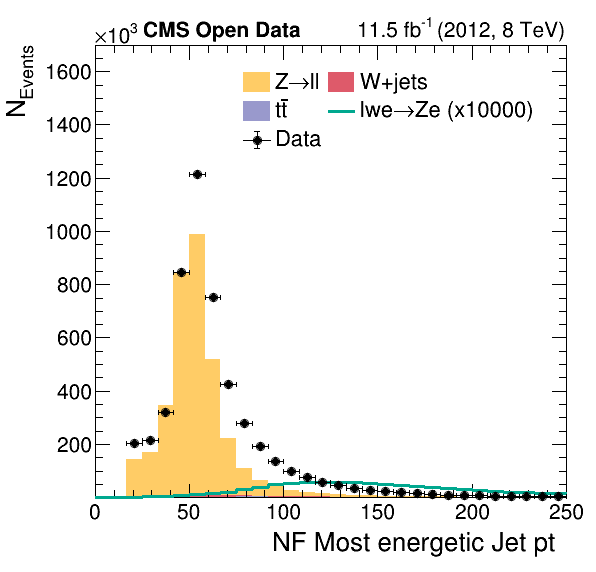 ×10³ CMS Open Data 11.5 fb⁻¹ (2012, 8 TeV)
N_Events
1600
1400
1200
1000
800
600
400
200
Z→ll W+jets
tt̄ lwe→Ze (x10000)
Data
0 50 100 150 200 250
NF Most energetic Jet pt